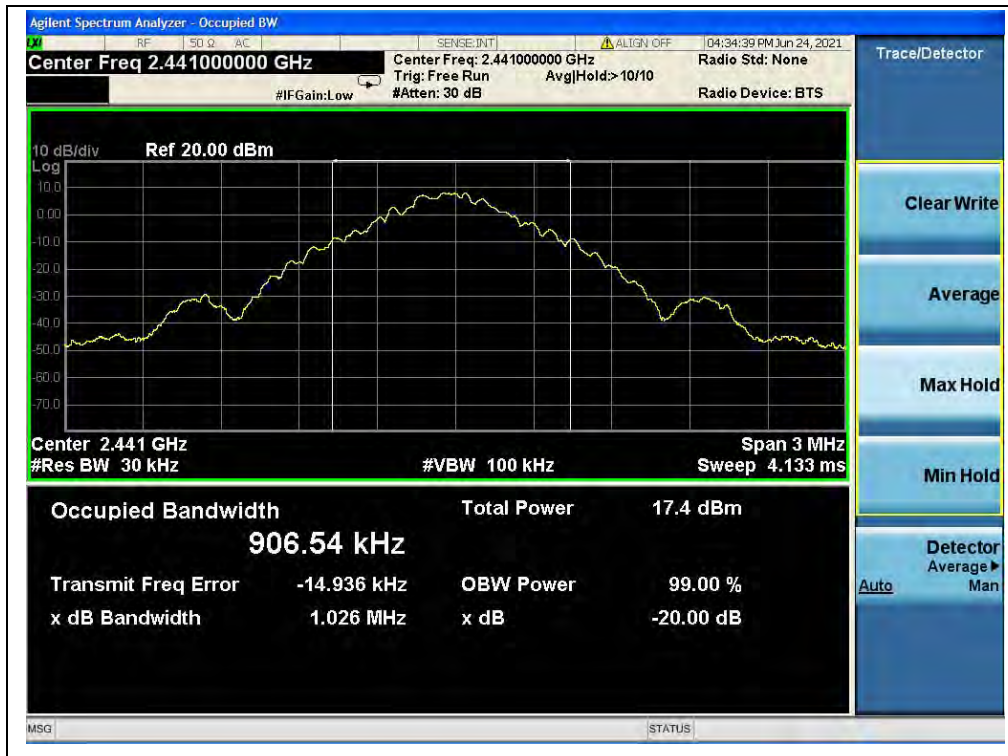 Agilent Spectrum Analyzer - Occupied BW
LXI RF 50 Ω AC SENSE:INT ALIGN OFF 04:34:39 PM Jun 24, 2021
Center Freq 2.441000000 GHz
Center Freq: 2.441000000 GHz
Radio Std: None
Trig: Free Run Avg|Hold:>10/10
#IFGain:Low
#Atten: 30 dB
Radio Device: BTS
Trace/Detector
10 dB/div Ref 20.00 dBm
Log
10.0
0.00
-10.0
-20.0
-30.0
-40.0
-50.0
-60.0
-70.0
Center 2.441 GHz Span 3 MHz
#Res BW 30 kHz #VBW 100 kHz Sweep 4.133 ms
Clear Write
Average
Max Hold
Min Hold
Detector
Average
Auto Man
Occupied Bandwidth Total Power 17.4 dBm
906.54 kHz
Transmit Freq Error -14.936 kHz OBW Power 99.00 %
x dB Bandwidth 1.026 MHz x dB -20.00 dB
MSG STATUS